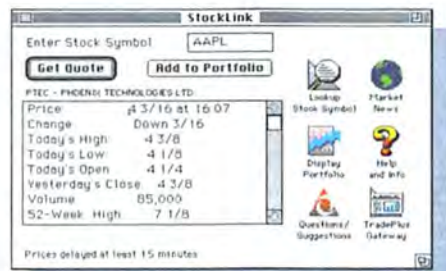 StockLink
Enter Stock Symbol AAPL
Get Quote Add to Portfolio
PTEC - PHOENIX TECHNOLOGIES LTD
Price 4 3/16 at 16:07
Change Down 3/16
Today's High 4 3/8
Today's Low 4 1/8
Today's Open 4 1/4
Yesterday's Close 4 3/8
Volume 85,000
52-Week High 7 1/8
Prices delayed at least 15 minutes
Lookup Stock Symbol
Market News
Display Portfolio
Help and Info
Questions/ Suggestions
TradePlus Gateway